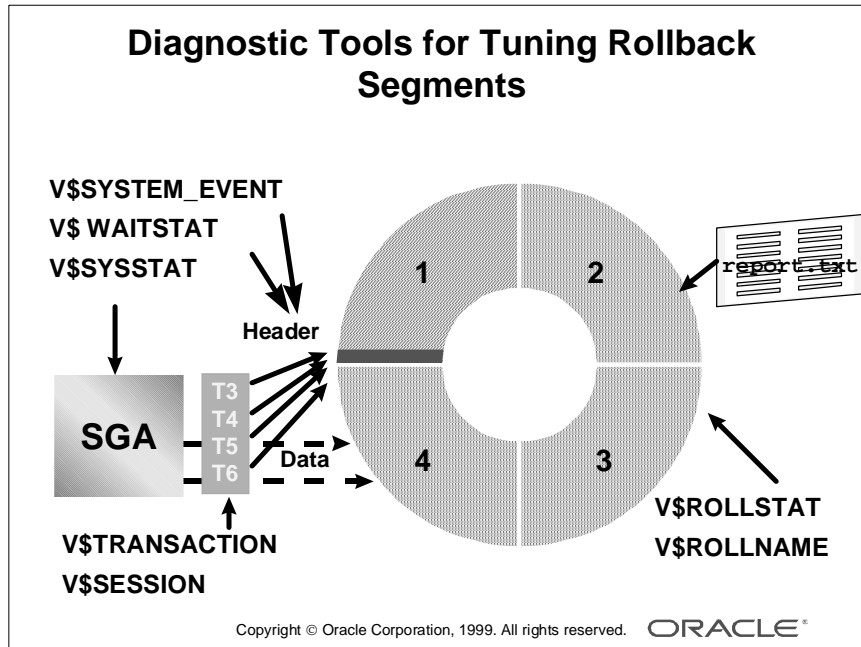 Diagnostic Tools for Tuning Rollback
Segments
V$SYSTEM_EVENT
V$ WAITSTAT
V$SYSSTAT
Header
1
2
report.txt
SGA
T3
T4
T5
T6
Data
4
3
V$TRANSACTION
V$SESSION
V$ROLLSTAT
V$ROLLNAME
Copyright © Oracle Corporation, 1999. All rights reserved.
ORACLE®